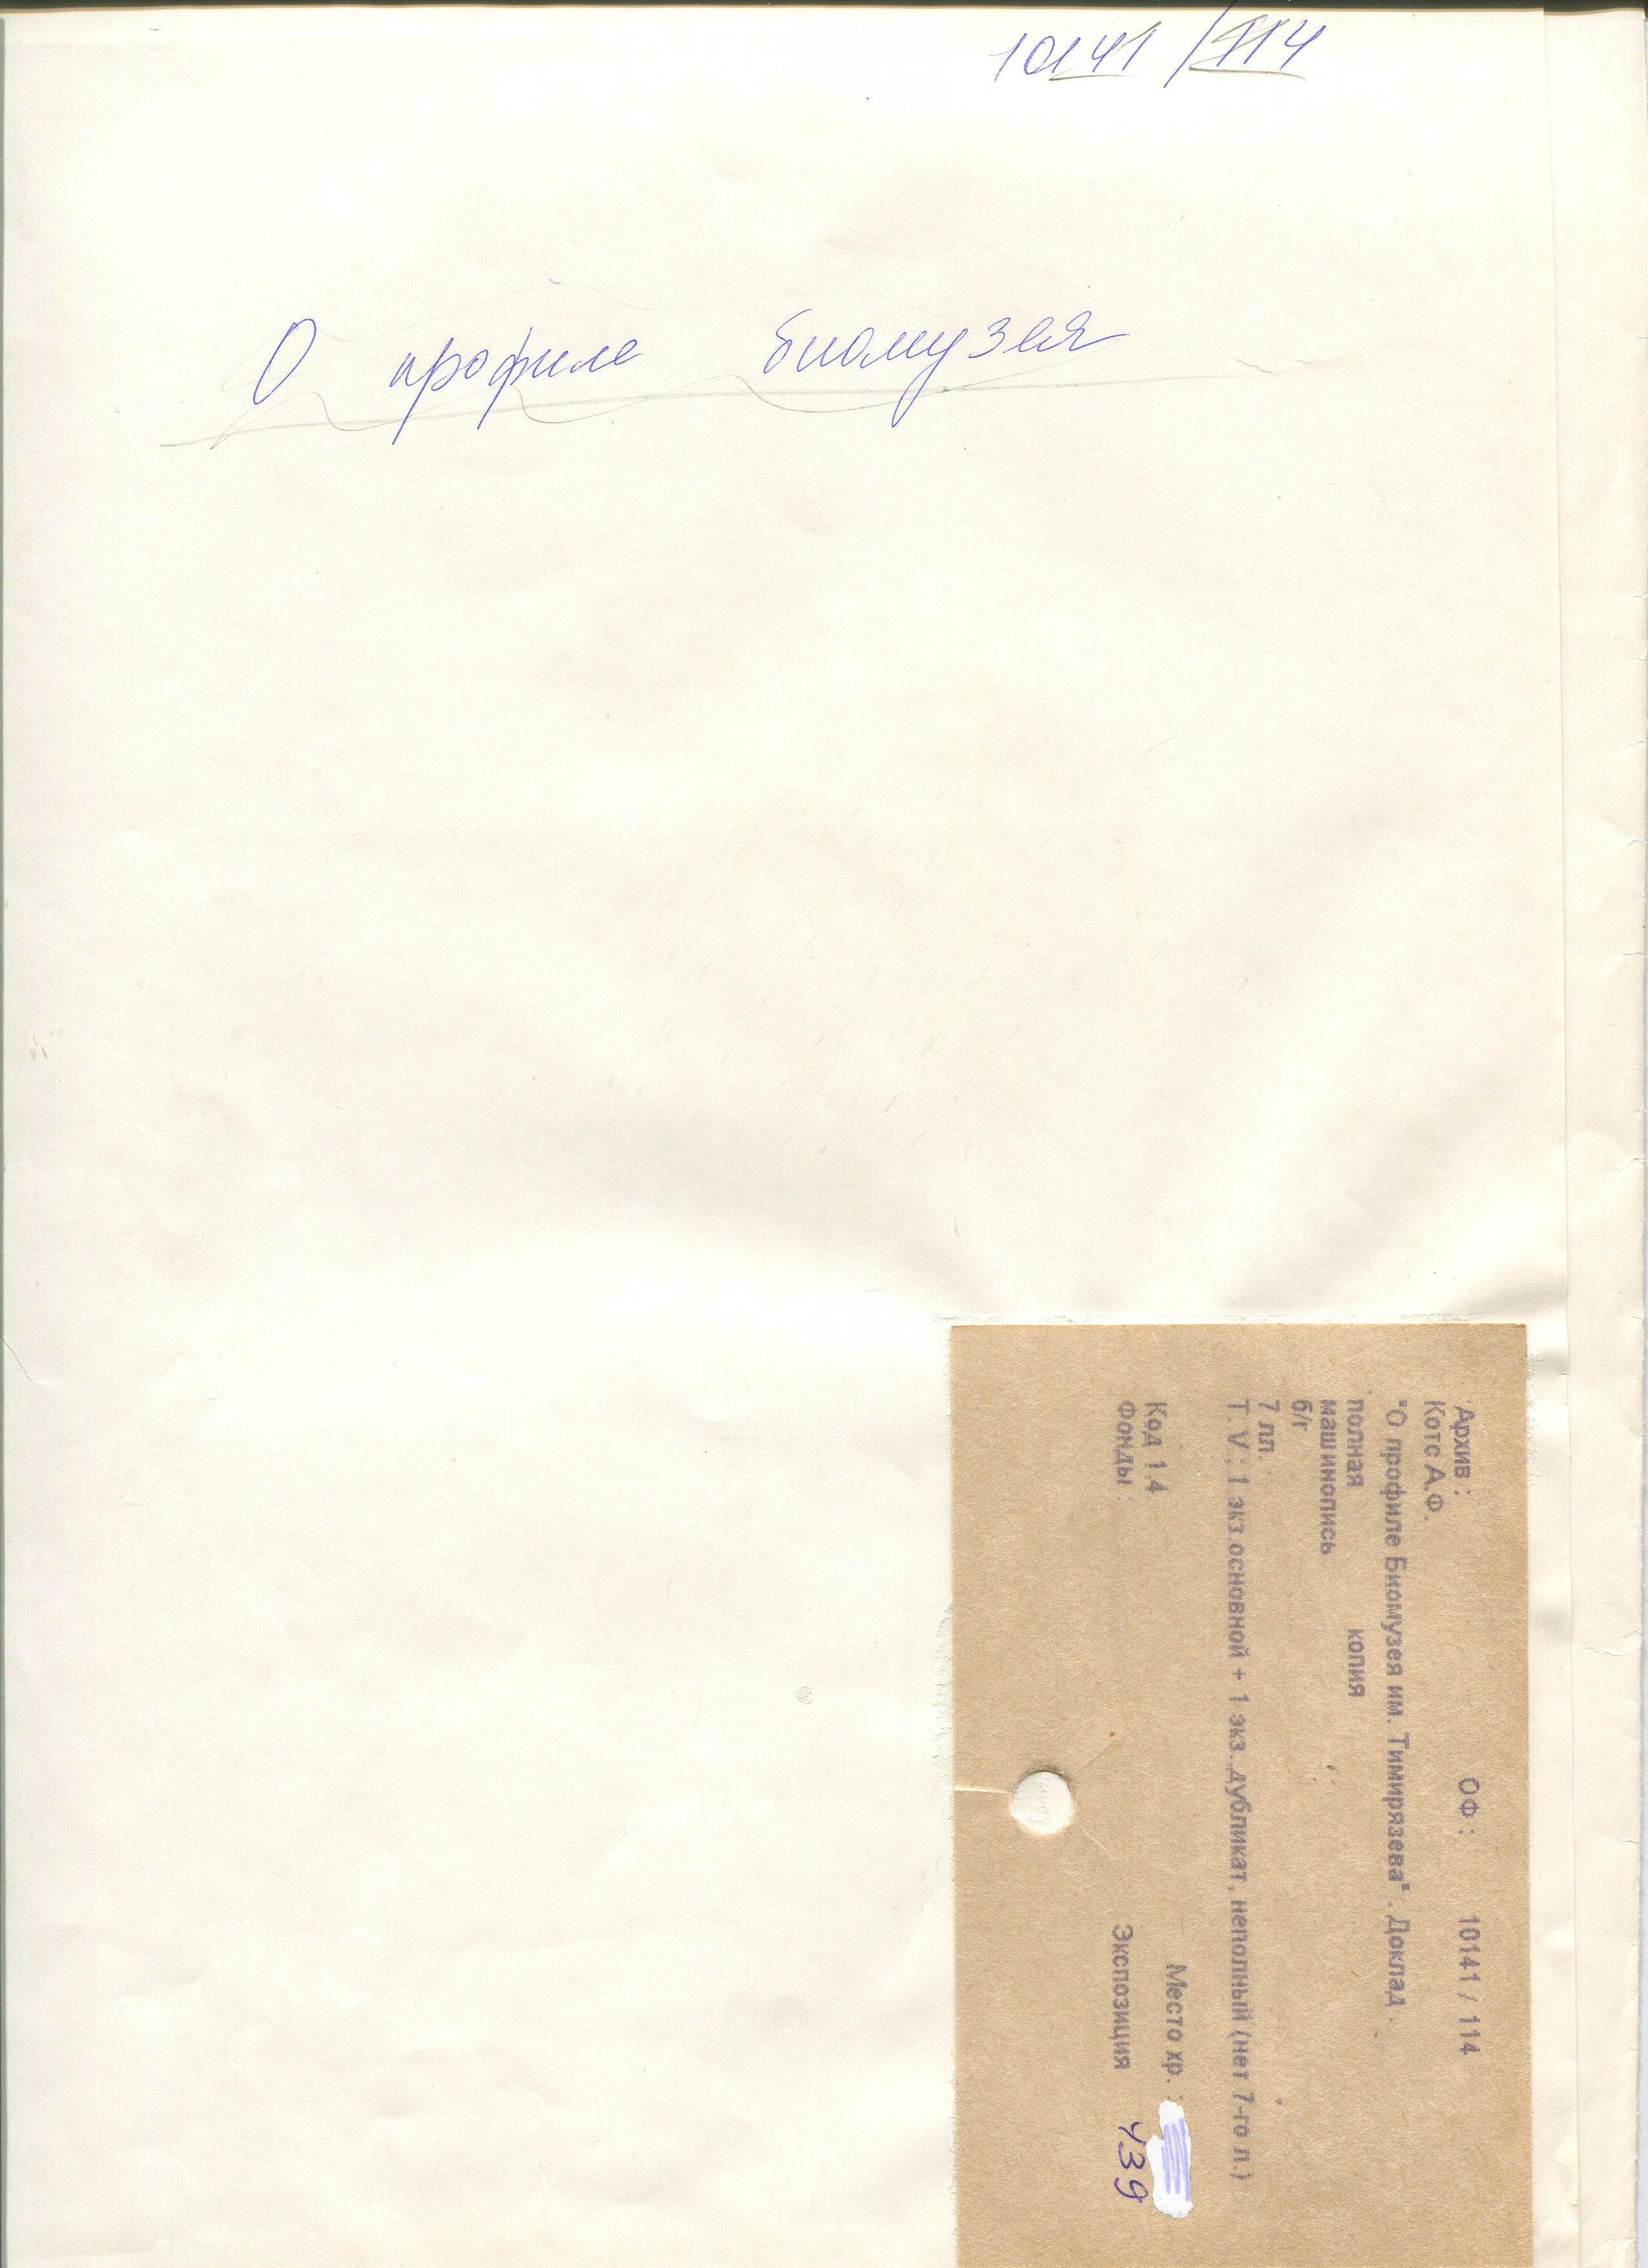 10141/114
О профиле биомузея
Архив : ОФ : 10141 / 114
Котс А.Ф.
"О профиле Биомузея им. Тимирязева". Доклад.
полная копия
машинопись
б/г
7 лл.
Т. V; 1 экз.основной + 1 экз. дубликат, неполный (нет 7-го л.)
Место хр. :
Код 1.4
Фонды : Экспозиция 439